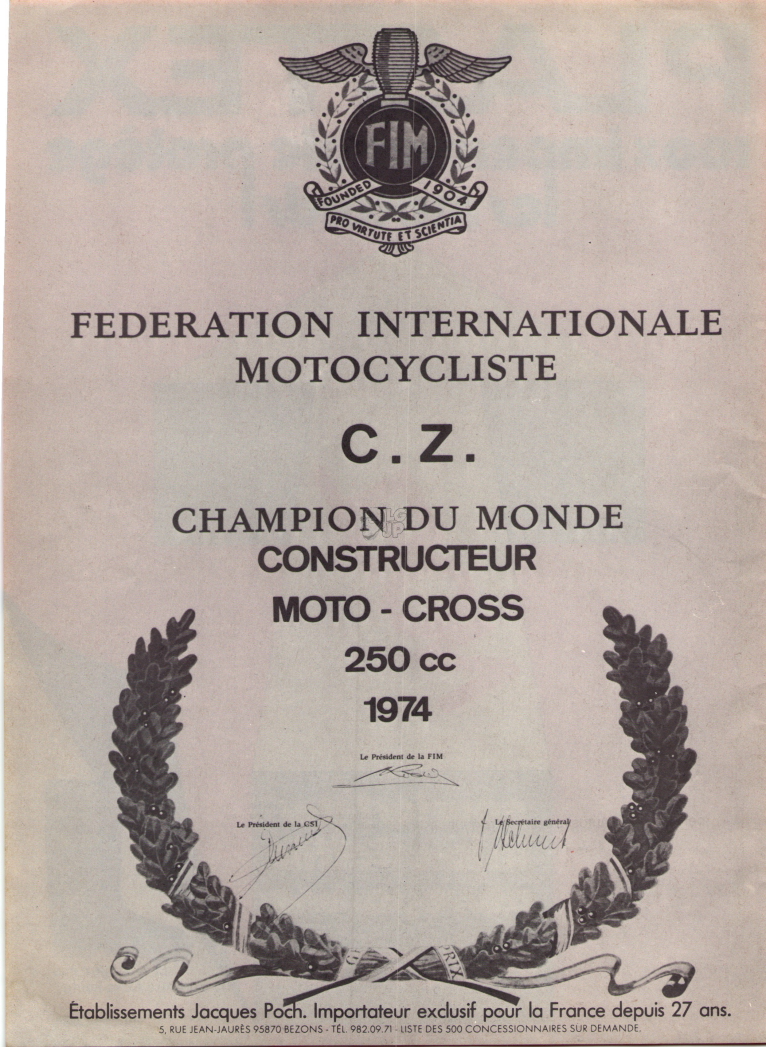 FIM
FOUNDED 1904
PRO VIRTUTE ET SCIENTIA
FEDERATION INTERNATIONALE
MOTOCYCLISTE
C. Z.
CHAMPION DU MONDE
LG
JP
CONSTRUCTEUR
MOTO - CROSS
250 cc
1974
Le Président de la FIM
Le Président de la CSI
Le Secrétaire général
PRIX
Établissements Jacques Poch. Importateur exclusif pour la France depuis 27 ans.
5, RUE JEAN-JAURÈS 95870 BEZONS - TÉL. 982.09.71 - LISTE DES 500 CONCESSIONNAIRES SUR DEMANDE.